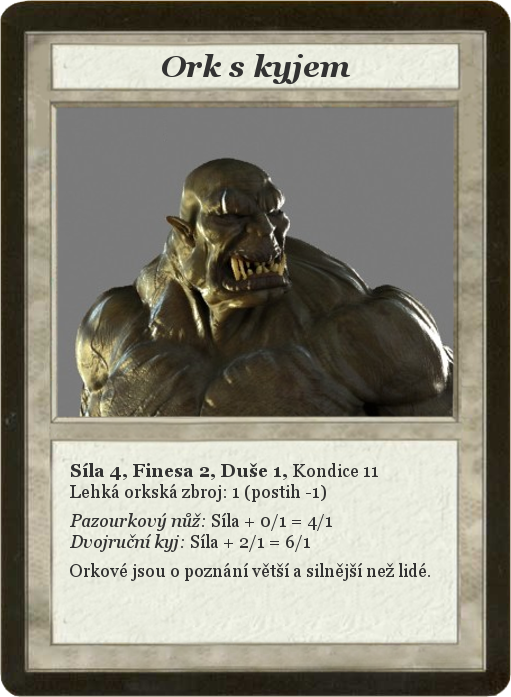 Ork s kyjem
Síla 4, Finesa 2, Duše 1, Kondice 11
Lehká orkská zbroj: 1 (postih -1)
Pazourkový nůž: Síla + 0/1 = 4/1
Dvojruční kyj: Síla + 2/1 = 6/1
Orkové jsou o poznání větší a silnější než lidé.